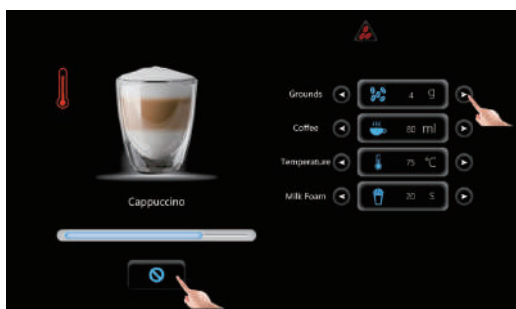 Grounds 4 g
Coffee 80 ml
Temperature 75 °C
Milk Foam 20 S
Cappuccino